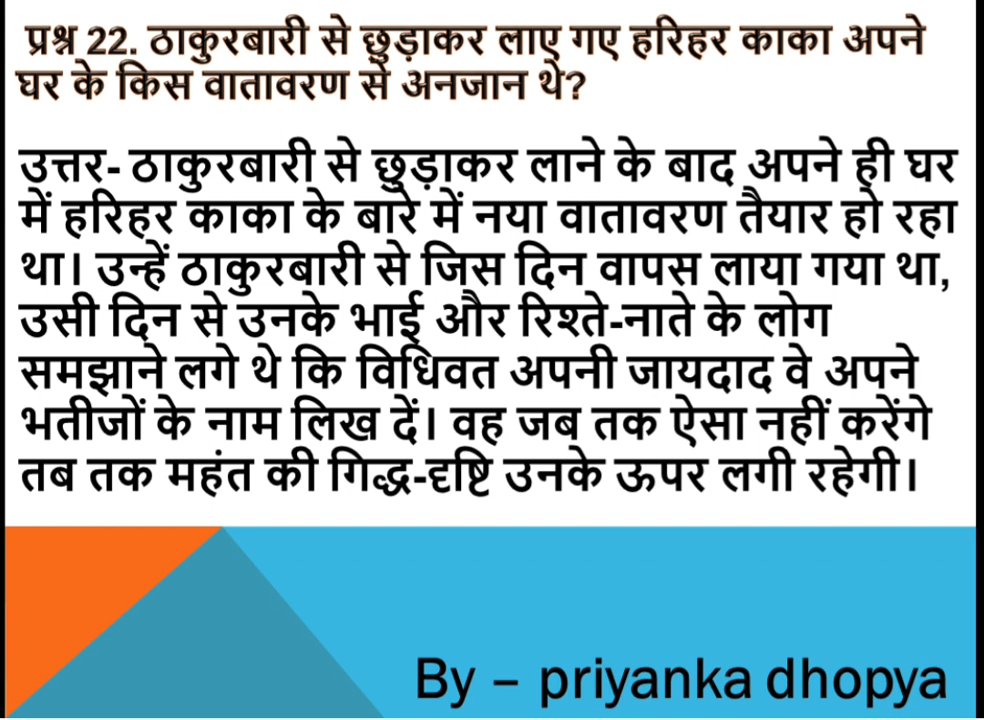 प्रश्न 22. ठाकुरबारी से छुड़ाकर लाए गए हरिहर काका अपने
घर के किस वातावरण से अनजान थे?
उत्तर- ठाकुरबारी से छुड़ाकर लाने के बाद अपने ही घर
में हरिहर काका के बारे में नया वातावरण तैयार हो रहा
था। उन्हें ठाकुरबारी से जिस दिन वापस लाया गया था,
उसी दिन से उनके भाई और रिश्ते-नाते के लोग
समझाने लगे थे कि विधिवत अपनी जायदाद वे अपने
भतीजों के नाम लिख दें। वह जब तक ऐसा नहीं करेंगे
तब तक महंत की गिद्ध-दृष्टि उनके ऊपर लगी रहेगी।
By – priyanka dhopya